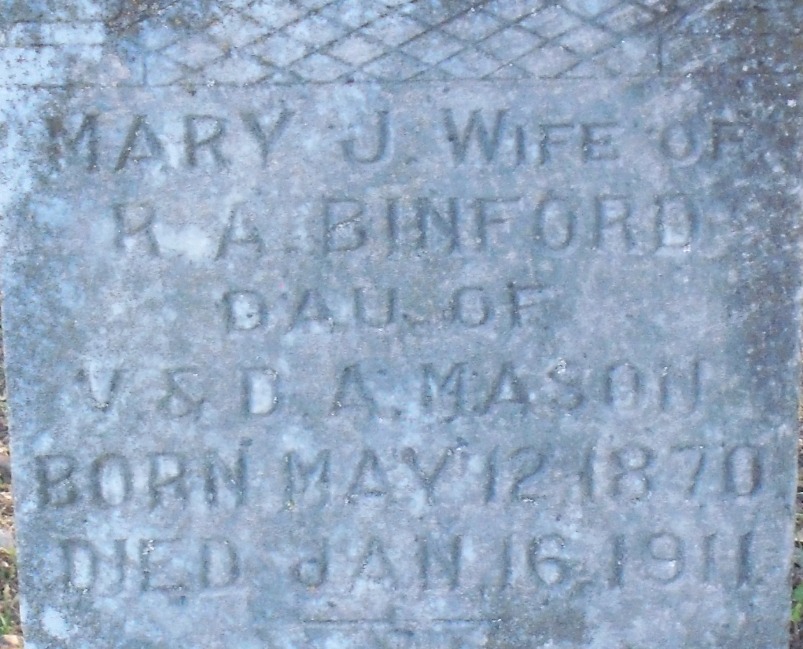 MARY J. WIFE OF
R. A. BINFORD
DAU. OF
V. & D. A. MASON
BORN MAY 12 1870
DIED JAN. 16, 1911